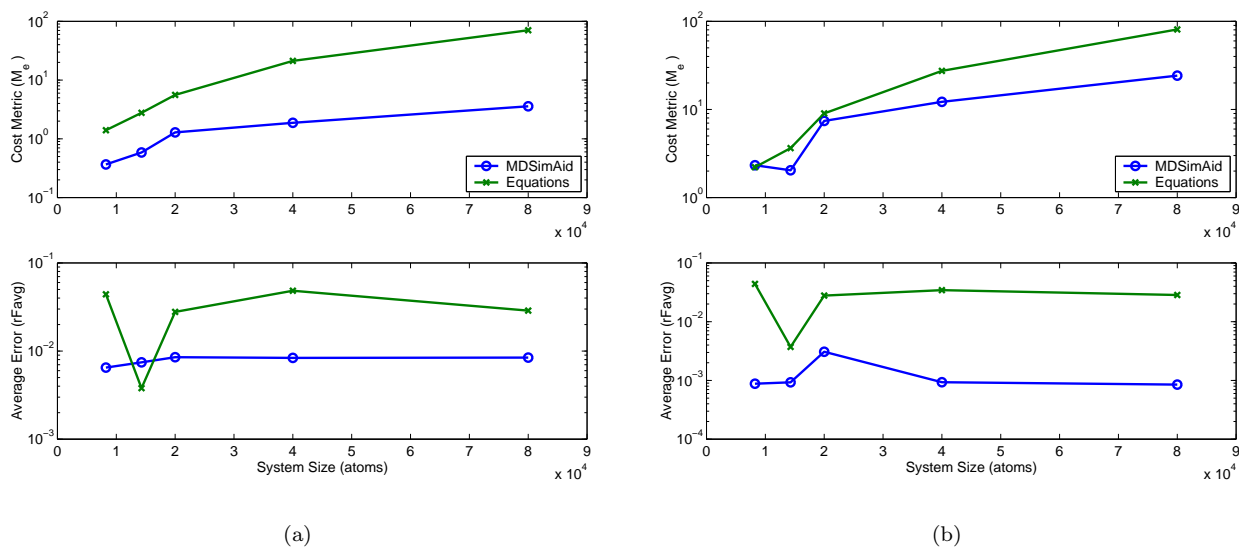 10^2
10^1
10^0
10^-1
Cost Metric (M_e)
MDSimAid
Equations
0 1 2 3 4 5 6 7 8 9
x 10^4
10^-1
10^-2
10^-3
Average Error (rFavg)
0 1 2 3 4 5 6 7 8 9
System Size (atoms)
x 10^4
(a)
10^2
10^1
10^0
Cost Metric (M_e)
MDSimAid
Equations
0 1 2 3 4 5 6 7 8 9
x 10^4
10^-1
10^-2
10^-3
10^-4
Average Error (rFavg)
0 1 2 3 4 5 6 7 8 9
System Size (atoms)
x 10^4
(b)